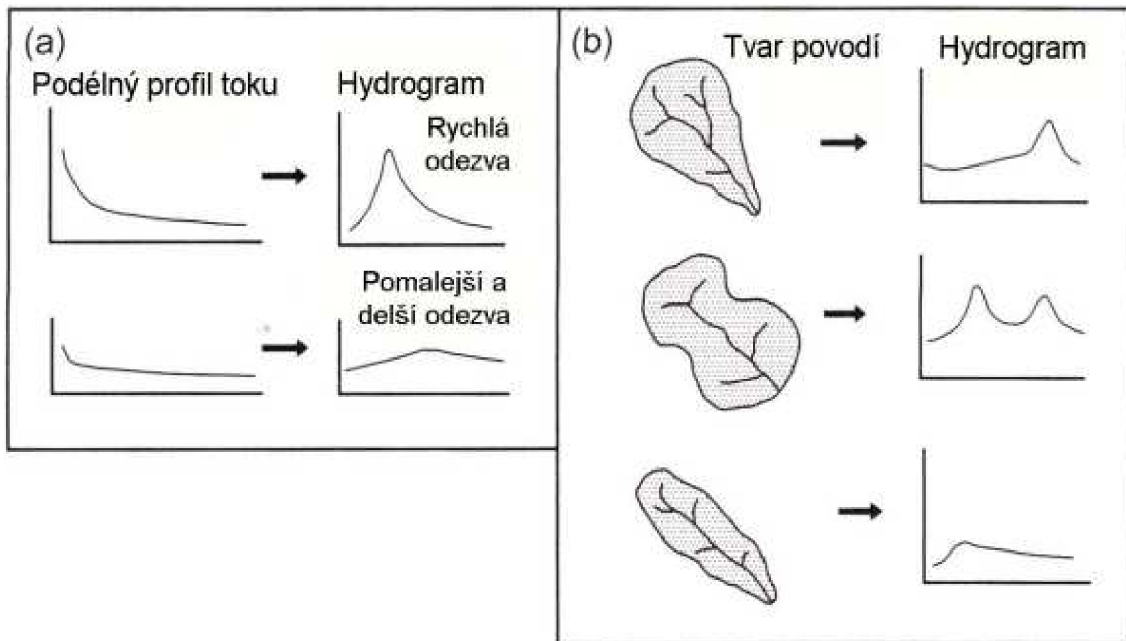 (a)
Podélný profil toku
Hydrogram
Rychlá
odezva
Pomalejší a
delší odezva
(b)
Tvar povodí
Hydrogram